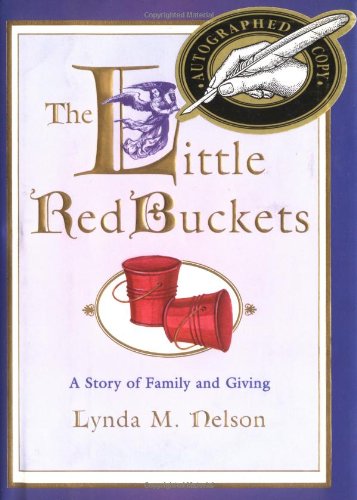 AUTOGRAPHED
COPY
The Little
Red Buckets
A Story of Family and Giving
Lynda M. Nelson